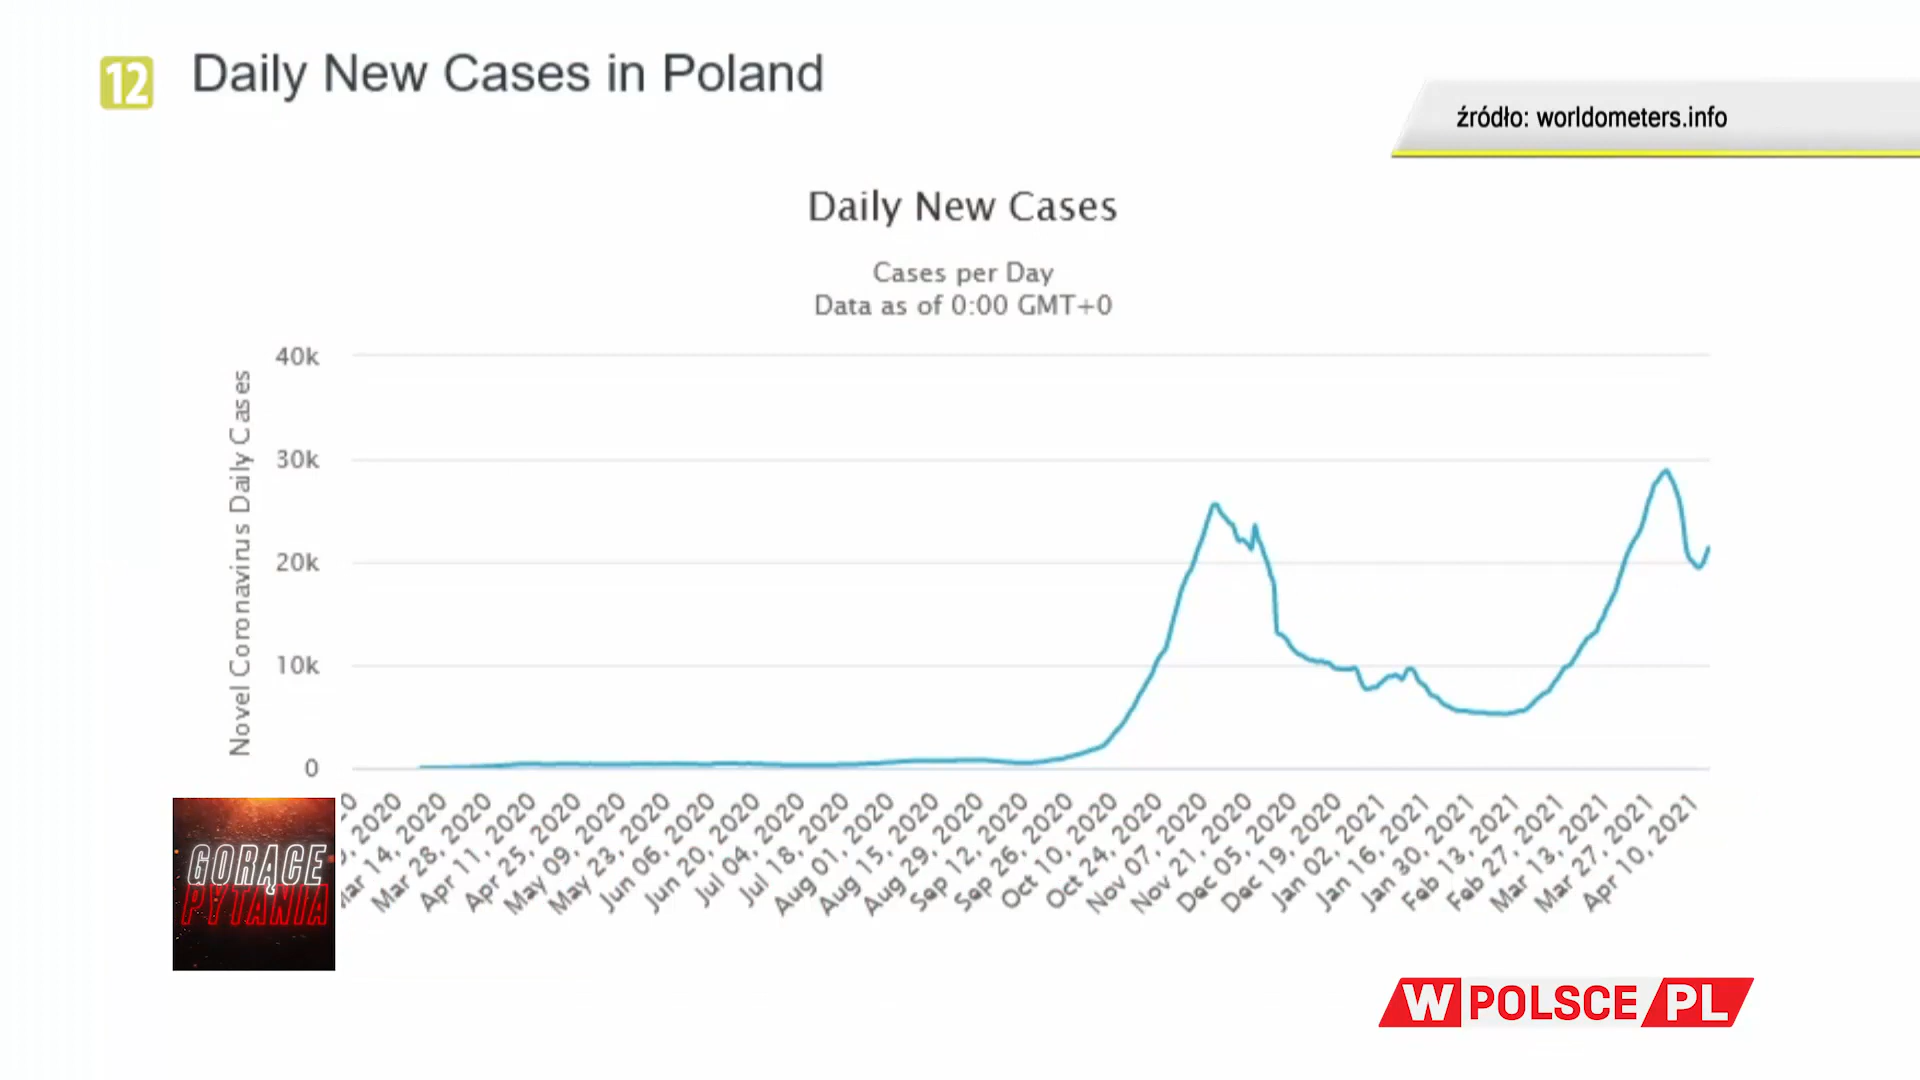 12
Daily New Cases in Poland
źródło: worldometers.info
Daily New Cases
Cases per Day
Data as of 0:00 GMT+0
Novel Coronavirus Daily Cases
40k
30k
20k
10k
0
2020
Mar 14, 2020
Mar 28, 2020
Apr 11, 2020
Apr 25, 2020
May 09, 2020
May 23, 2020
Jun 06, 2020
Jun 20, 2020
Jul 04, 2020
Jul 18, 2020
Aug 01, 2020
Aug 15, 2020
Aug 29, 2020
Sep 12, 2020
Sep 26, 2020
Oct 10, 2020
Oct 24, 2020
Nov 07, 2020
Nov 21, 2020
Dec 05, 2020
Dec 19, 2020
Jan 02, 2021
Jan 16, 2021
Jan 30, 2021
Feb 13, 2021
Feb 27, 2021
Mar 13, 2021
Mar 27, 2021
Apr 10, 2021
GORĄCE
PYTANIA
W POLSCE PL